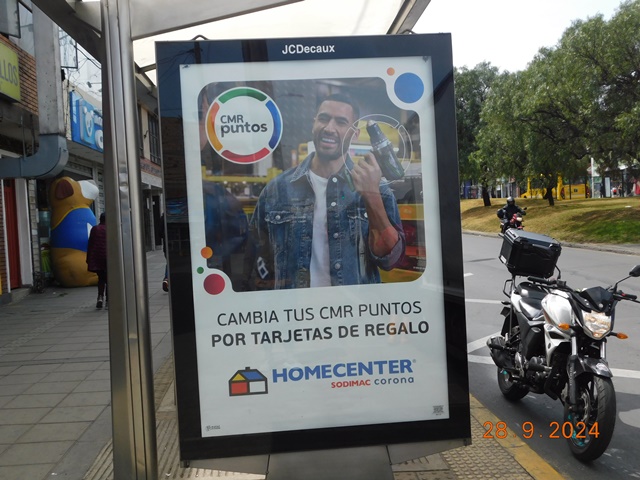 JCDecaux
CMR
puntos
CAMBIA TUS CMR PUNTOS
POR TARJETAS DE REGALO
HOMECENTER
SODIMAC corona
28 9 2024